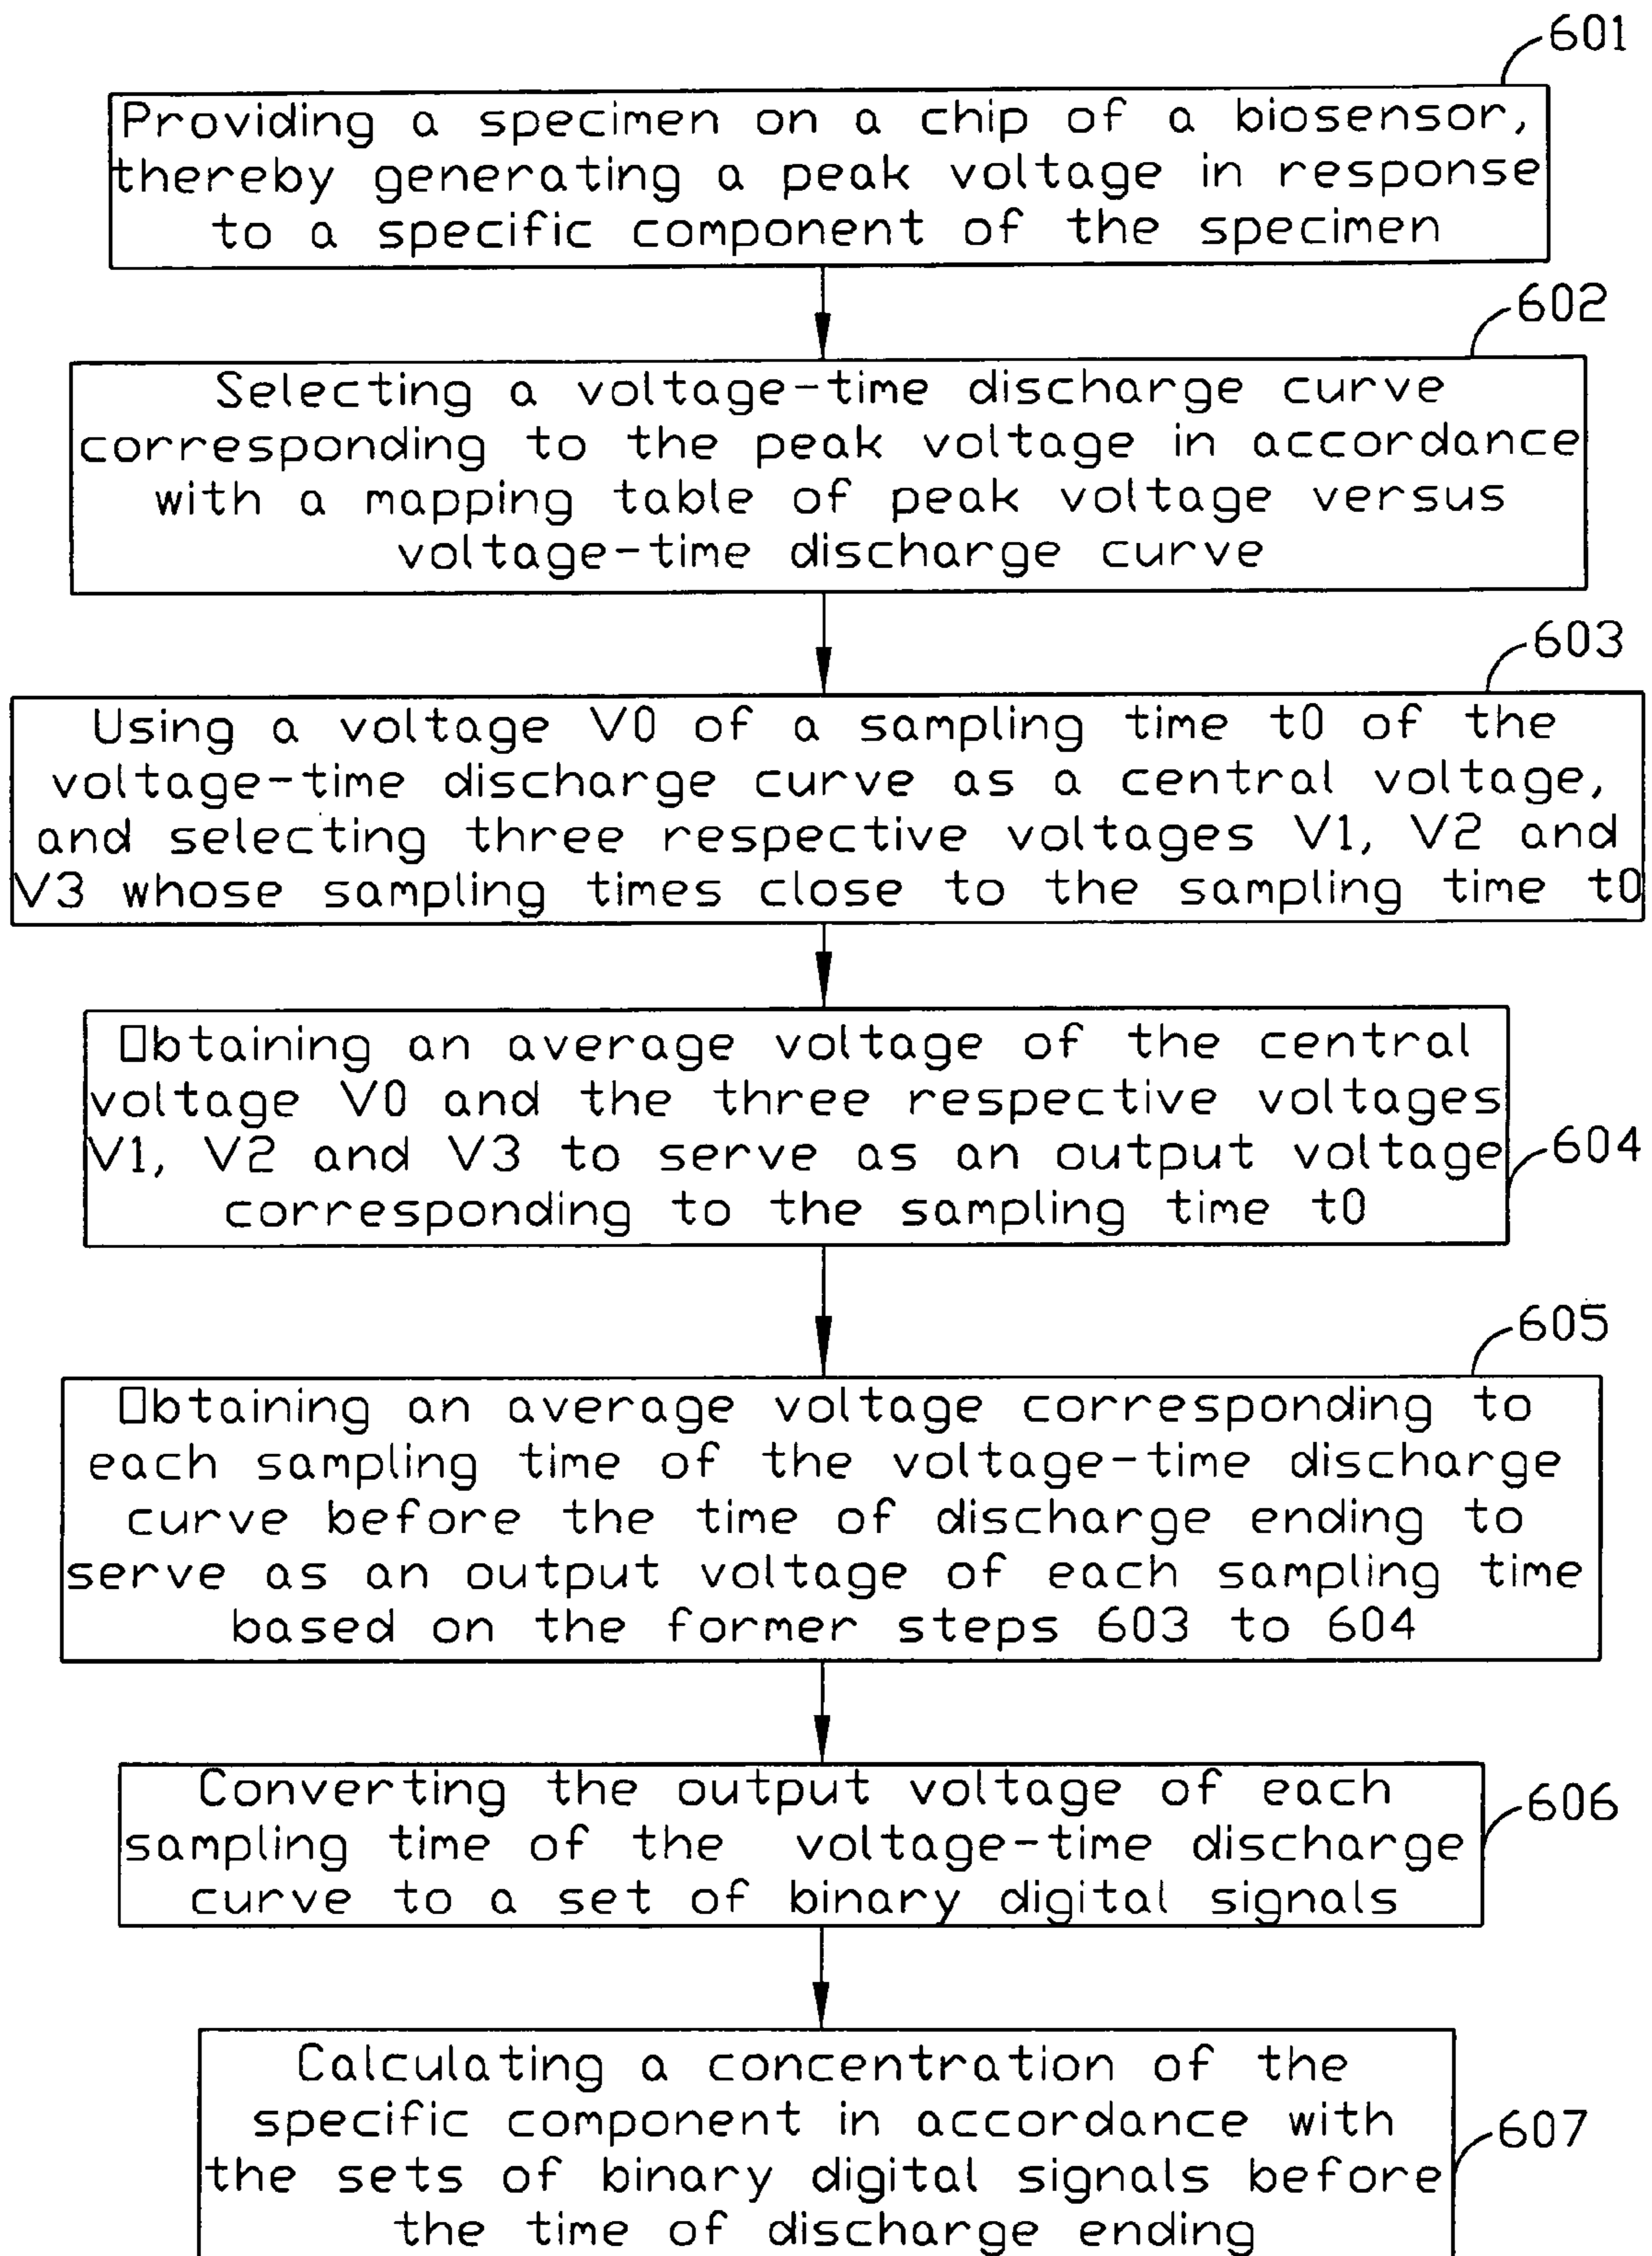 601
Providing a specimen on a chip of a biosensor,
thereby generating a peak voltage in response
to a specific component of the specimen
602
Selecting a voltage-time discharge curve
corresponding to the peak voltage in accordance
with a mapping table of peak voltage versus
voltage-time discharge curve
603
Using a voltage V0 of a sampling time t0 of the
voltage-time discharge curve as a central voltage,
and selecting three respective voltages V1, V2 and
V3 whose sampling times close to the sampling time t0
Obtaining an average voltage of the central
voltage V0 and the three respective voltages
V1, V2 and V3 to serve as an output voltage
604
corresponding to the sampling time t0
605
Obtaining an average voltage corresponding to
each sampling time of the voltage-time discharge
curve before the time of discharge ending to
serve as an output voltage of each sampling time
based on the former steps 603 to 604
Converting the output voltage of each
606
sampling time of the voltage-time discharge
curve to a set of binary digital signals
Calculating a concentration of the
specific component in accordance with
607
the sets of binary digital signals before
the time of discharge ending